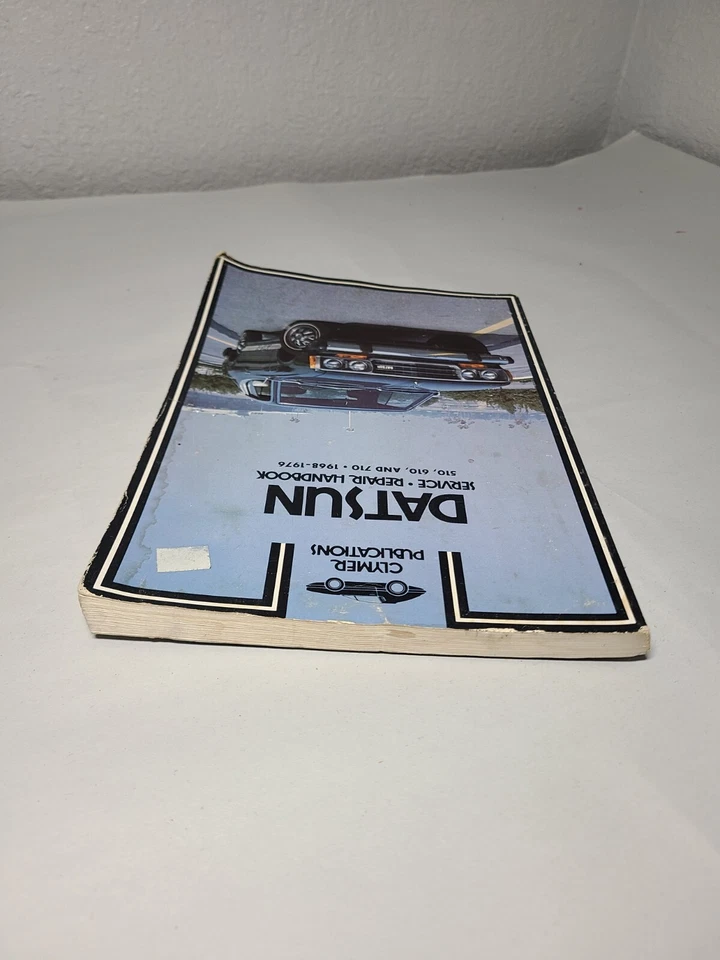 CLYMER
PUBLICATIONS
DATSUN
SERVICE • REPAIR HANDBOOK
510, 610, AND 710 • 1968-1976